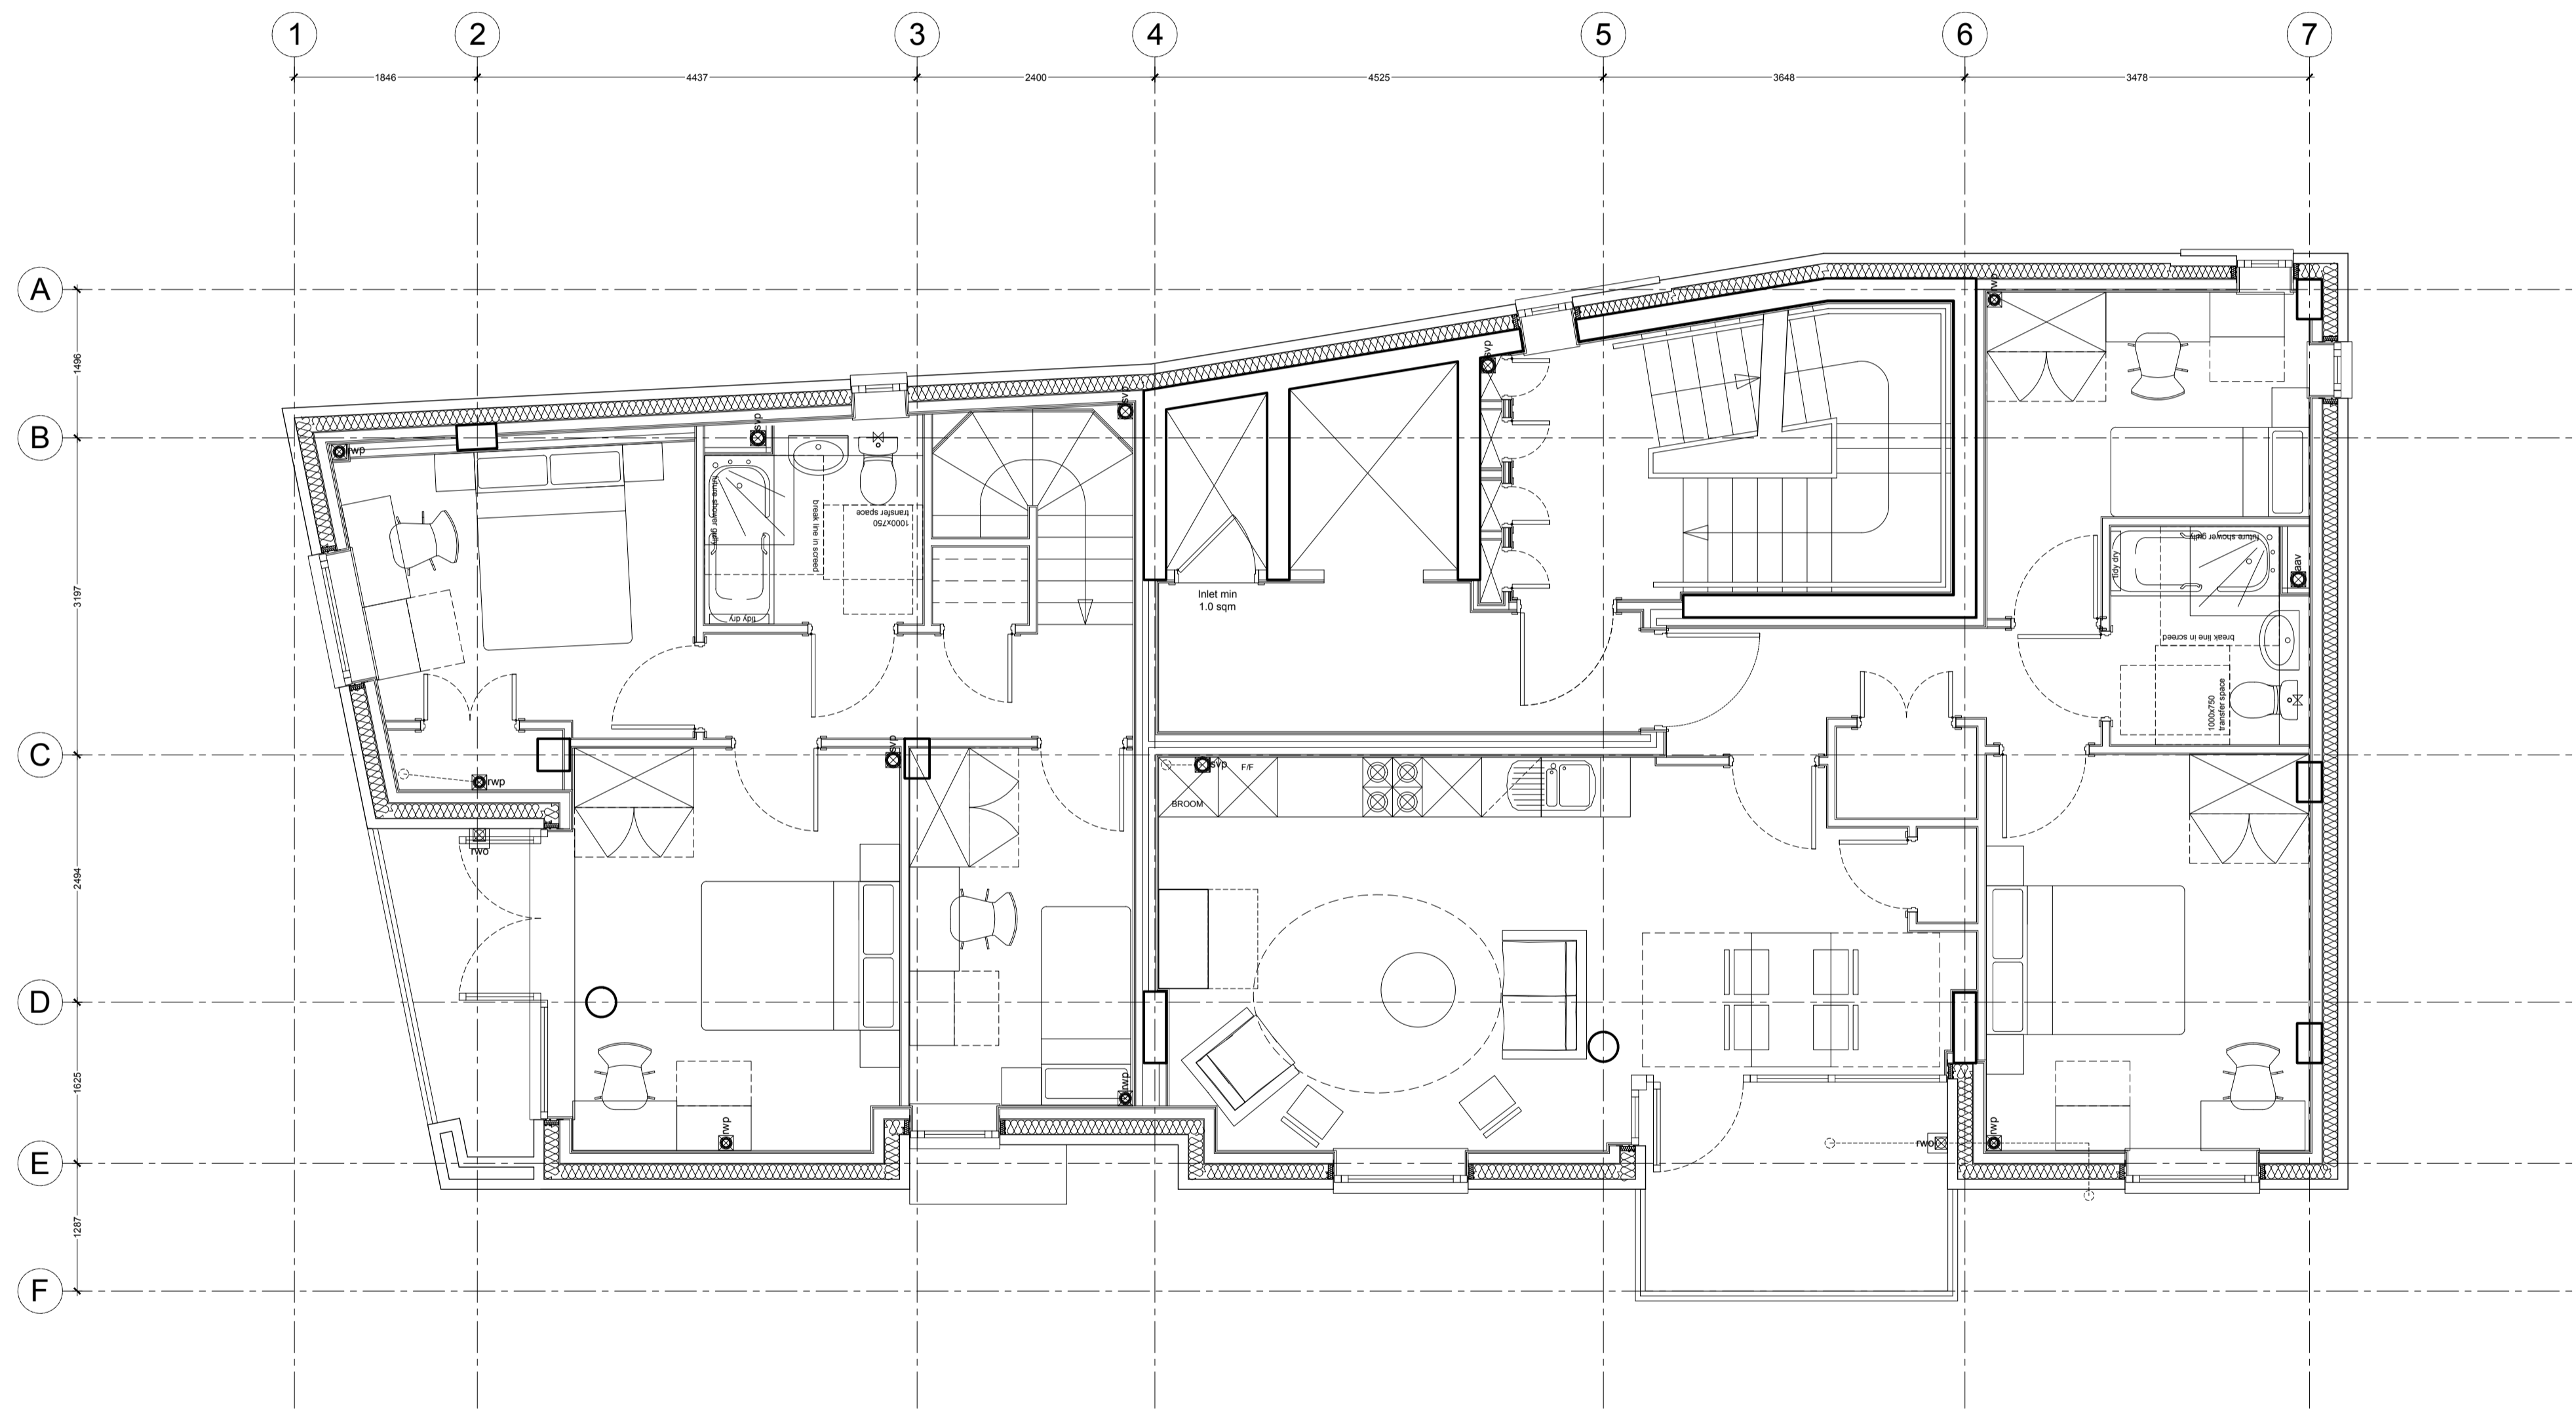 1 2 3 4 5 6 7
1846 4437 2400 4525 3648 3478
A
1496
B
3197
C
2494
D
1625
E
1287
F
rwp
svp
svp
svp
rwp
rwp
future shower gully
break line in screed
1000x750
transfer space
tidy dry
Inlet min
1.0 sqm
future shower gully
tidy dry
aav
break line in screed
1000x750
transfer space
rwp
rwo
svp
svp
F/F
BROOM
rwp
rwp
rwo
rwp